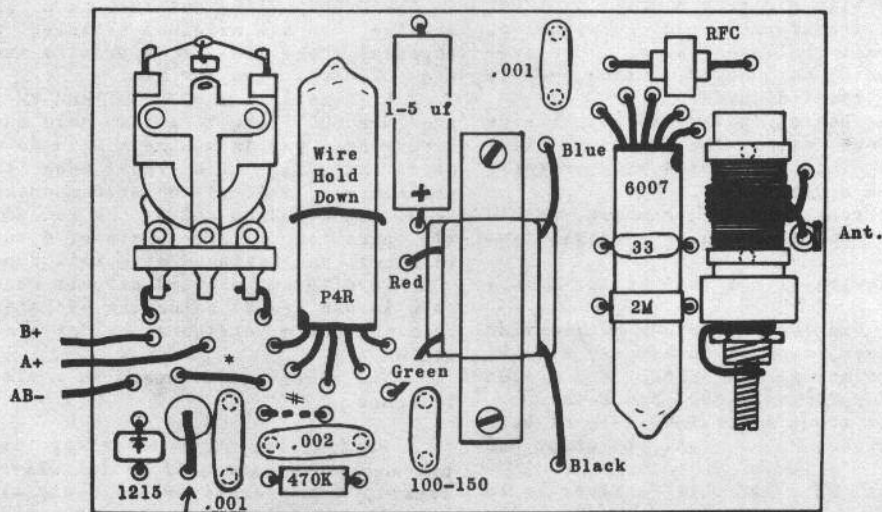 RFC
.001
1-5 uf
+
Wire
Hold
Down
Blue
6007
Ant.
33
Red
2M
P4R
B+
A+
*
AB-
Green
#
.002
470K
1215
.001
100-150
Black